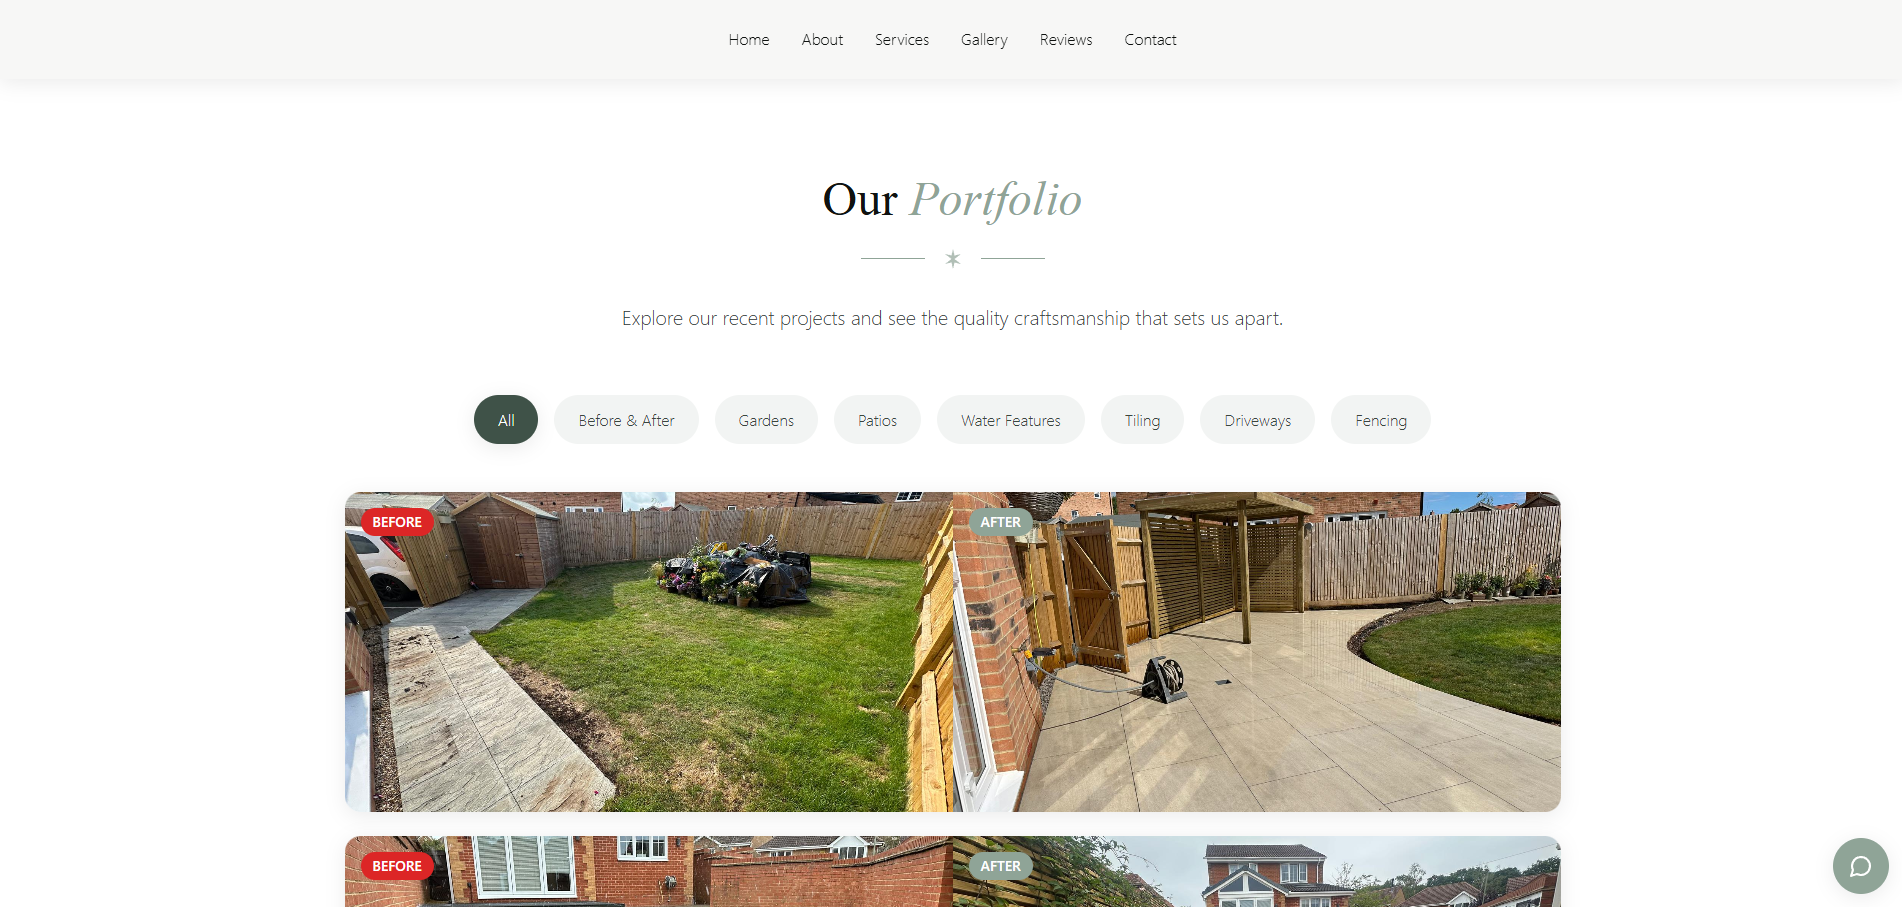 Home About Services Gallery Reviews Contact
Our Portfolio
Explore our recent projects and see the quality craftsmanship that sets us apart.
All Before & After Gardens Patios Water Features Tiling Driveways Fencing
BEFORE AFTER
BEFORE AFTER